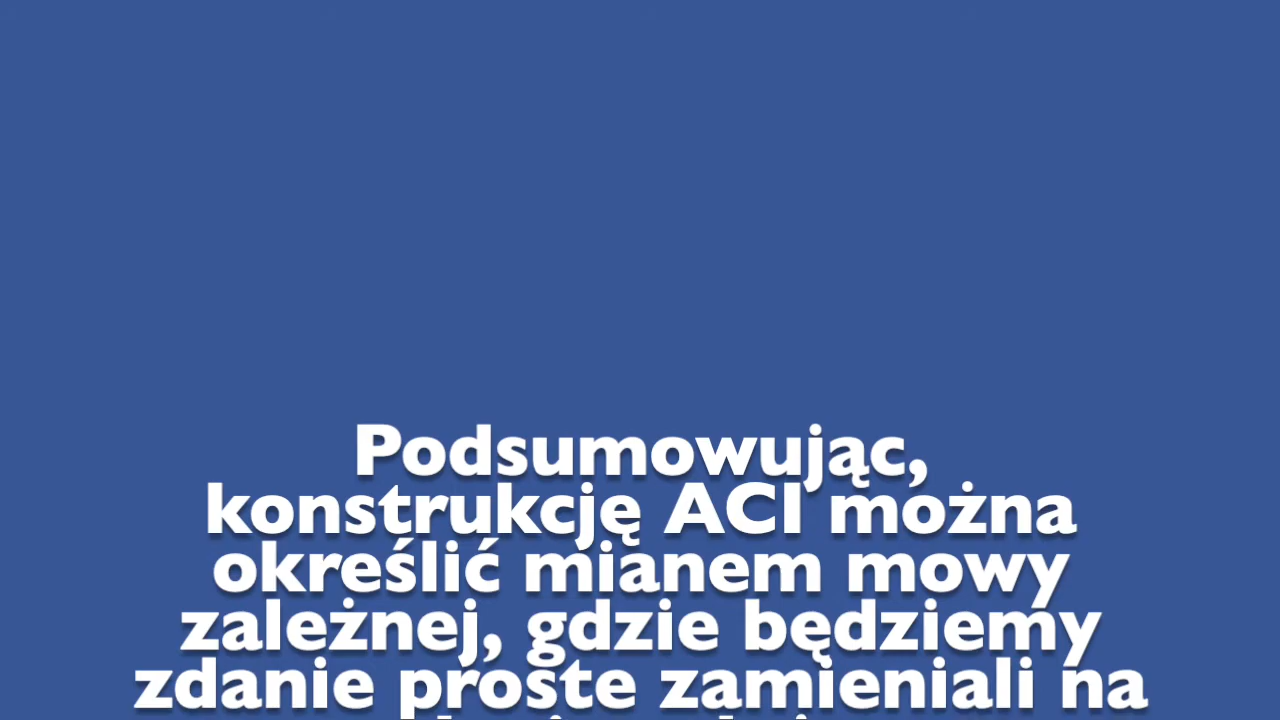 Podsumowując,
konstrukcję ACI można
określić mianem mowy
zależnej, gdzie będziemy
zdanie proste zamieniali na